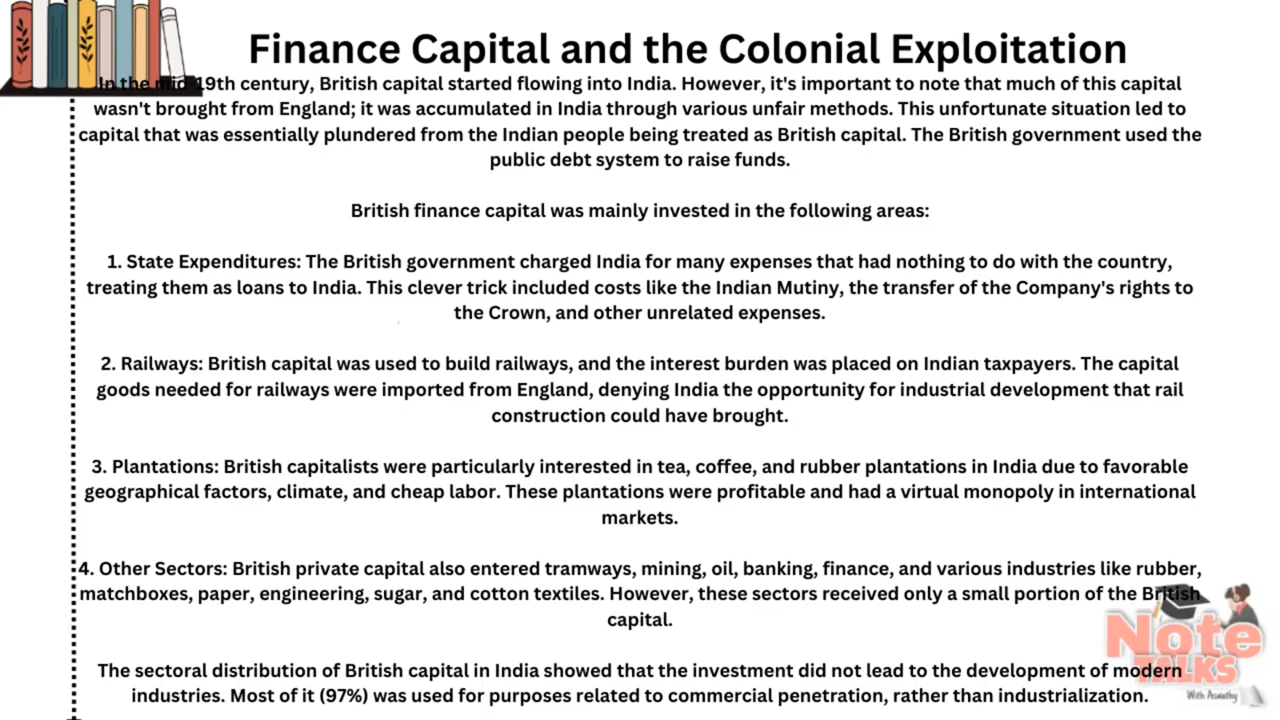 Finance Capital and the Colonial Exploitation
In the mid 19th century, British capital started flowing into India. However, it's important to note that much of this capital
wasn't brought from England; it was accumulated in India through various unfair methods. This unfortunate situation led to
capital that was essentially plundered from the Indian people being treated as British capital. The British government used the
public debt system to raise funds.
British finance capital was mainly invested in the following areas:
1. State Expenditures: The British government charged India for many expenses that had nothing to do with the country,
treating them as loans to India. This clever trick included costs like the Indian Mutiny, the transfer of the Company's rights to
the Crown, and other unrelated expenses.
2. Railways: British capital was used to build railways, and the interest burden was placed on Indian taxpayers. The capital
goods needed for railways were imported from England, denying India the opportunity for industrial development that rail
construction could have brought.
3. Plantations: British capitalists were particularly interested in tea, coffee, and rubber plantations in India due to favorable
geographical factors, climate, and cheap labor. These plantations were profitable and had a virtual monopoly in international
markets.
4. Other Sectors: British private capital also entered tramways, mining, oil, banking, finance, and various industries like rubber,
matchboxes, paper, engineering, sugar, and cotton textiles. However, these sectors received only a small portion of the British
capital.
The sectoral distribution of British capital in India showed that the investment did not lead to the development of modern
industries. Most of it (97%) was used for purposes related to commercial penetration, rather than industrialization.
Note
TALKS
With Aswathy